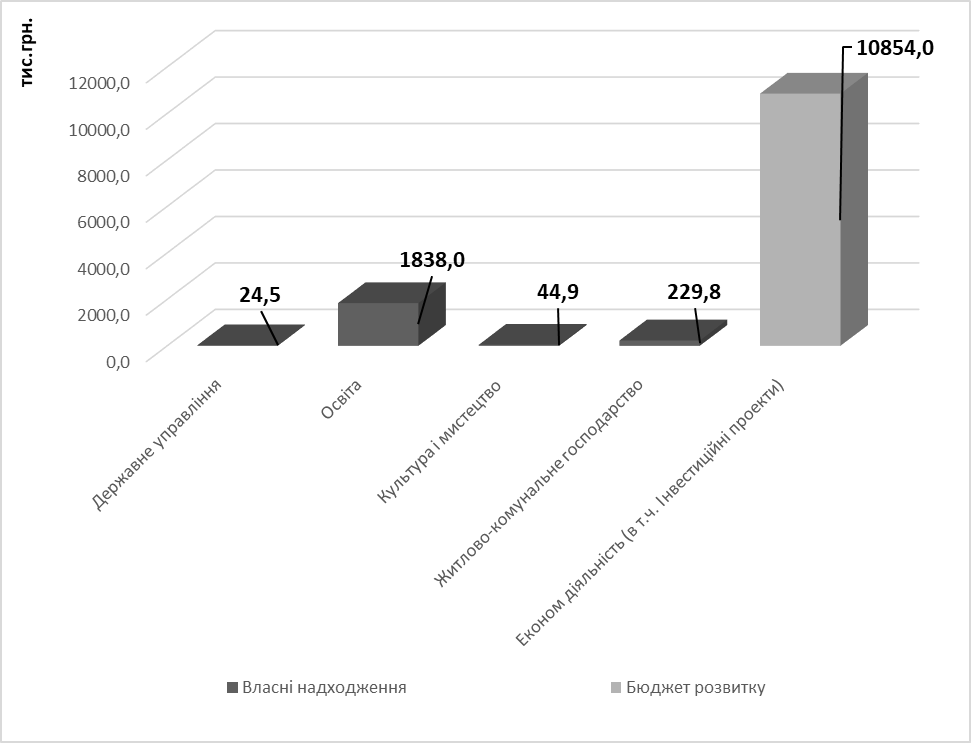 тис.грн.
12000,0
10000,0
8000,0
6000,0
4000,0
2000,0
0,0
24,5
1838,0
44,9
229,8
10854,0
Державне управління
Освіта
Культура і мистецтво
Житлово-комунальне господарство
Економ діяльність (в т.ч. Інвестиційні проекти)
Власні надходження
Бюджет розвитку